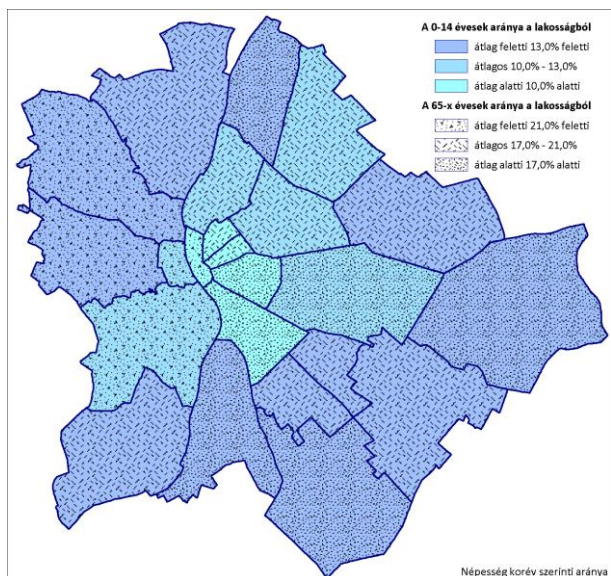 A 0-14 évesek aránya a lakosságból
átlag feletti 13,0% feletti
átlagos 10,0% - 13,0%
átlag alatti 10,0% alatti
A 65-x évesek aránya a lakosságból
átlag feletti 21,0% feletti
átlagos 17,0% - 21,0%
átlag alatti 17,0% alatti
Népesség korév szerinti aránya